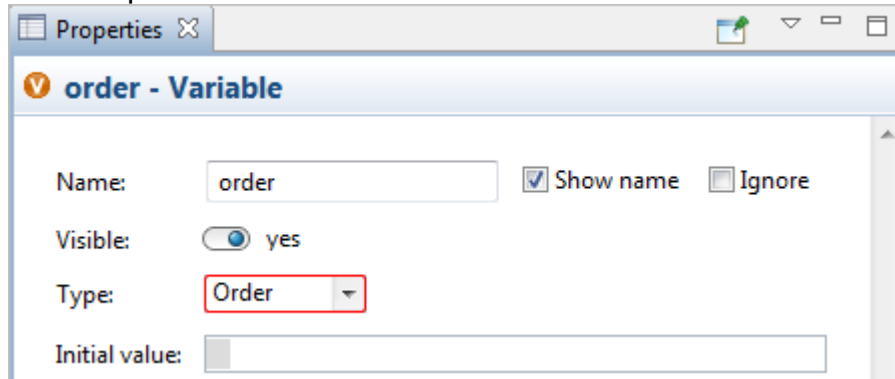 Properties
order - Variable
Name: order Show name Ignore
Visible: yes
Type: Order
Initial value: